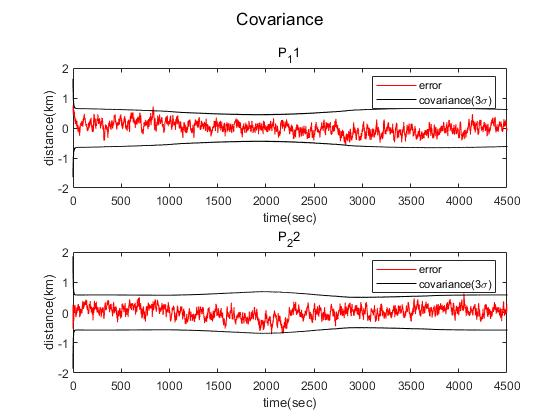 Covariance
P₁1
2
1
0
-1
-2
distance(km)
error
covariance(3σ)
0 500 1000 1500 2000 2500 3000 3500 4000 4500
time(sec)
P₂2
2
1
0
-1
-2
distance(km)
error
covariance(3σ)
0 500 1000 1500 2000 2500 3000 3500 4000 4500
time(sec)